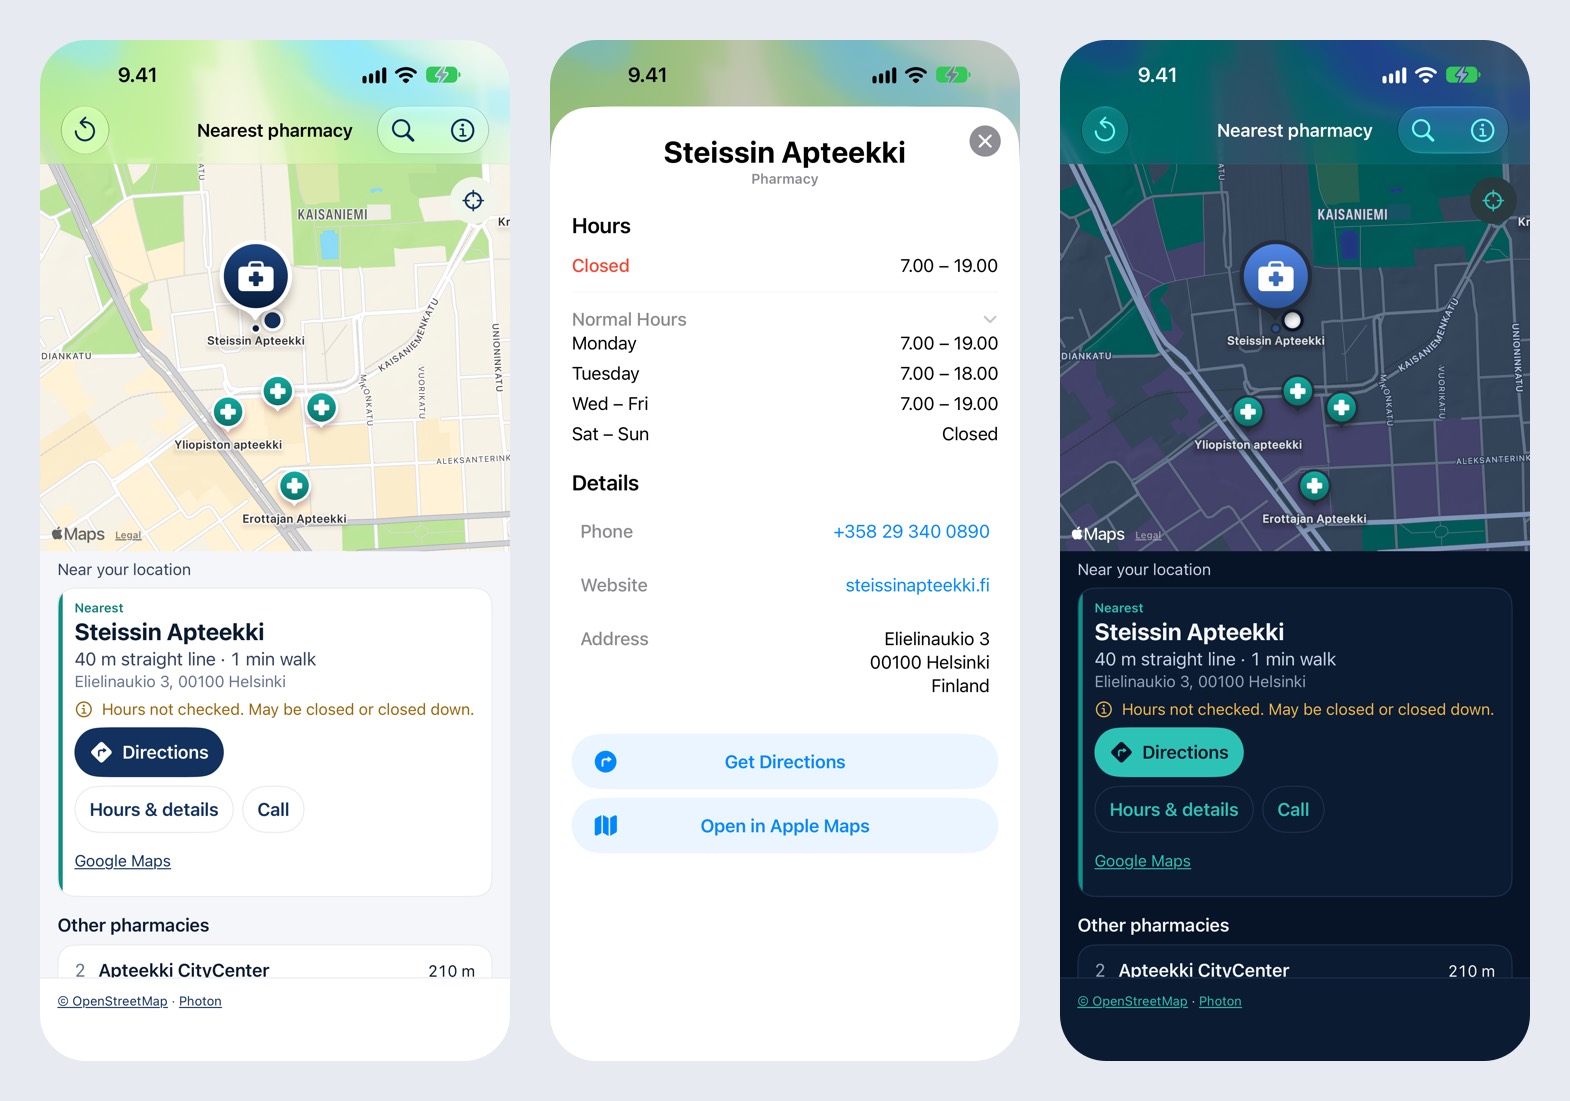 9.41
Nearest pharmacy
KAISANIEMI
Kr
Steissin Apteekki
DIANKATU
KAISANIEMENKATU
UNIONINKATU
VUORIKATU
Yliopiston apteekki
ALEKSANTERINK
Erottajan Apteekki
Maps Legal
Near your location
Nearest
Steissin Apteekki
40 m straight line · 1 min walk
Elielinaukio 3, 00100 Helsinki
Hours not checked. May be closed or closed down.
Directions
Hours & details Call
Google Maps
Other pharmacies
2 Apteekki CityCenter 210 m
© OpenStreetMap · Photon
9.41
Steissin Apteekki
Pharmacy
Hours
Closed 7.00 – 19.00
Normal Hours
Monday 7.00 – 19.00
Tuesday 7.00 – 18.00
Wed – Fri 7.00 – 19.00
Sat – Sun Closed
Details
Phone +358 29 340 0890
Website steissinapteekki.fi
Address Elielinaukio 3
00100 Helsinki
Finland
Get Directions
Open in Apple Maps
9.41
Nearest pharmacy
KAISANIEMI
Kr
Steissin Apteekki
DIANKATU
KAISANIEMENKATU
UNIONINKATU
VUORIKATU
Yliopiston apteekki
ALEKSANTERINK
Erottajan Apteekki
Maps Legal
Near your location
Nearest
Steissin Apteekki
40 m straight line · 1 min walk
Elielinaukio 3, 00100 Helsinki
Hours not checked. May be closed or closed down.
Directions
Hours & details Call
Google Maps
Other pharmacies
2 Apteekki CityCenter 210 m
© OpenStreetMap · Photon